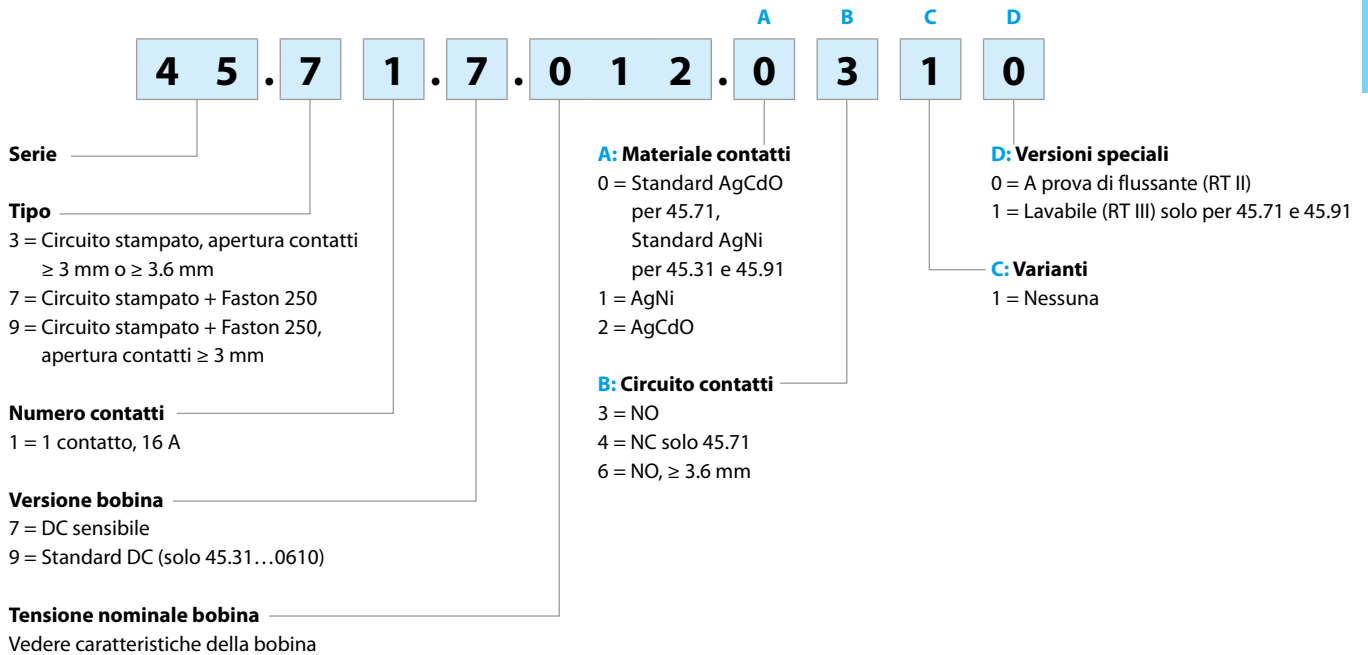 A B C D
4 5 . 7 1 . 7 . 0 1 2 . 0 3 1 0
Serie
Tipo
3 = Circuito stampato, apertura contatti
≥ 3 mm o ≥ 3.6 mm
7 = Circuito stampato + Faston 250
9 = Circuito stampato + Faston 250,
apertura contatti ≥ 3 mm
Numero contatti
1 = 1 contatto, 16 A
Versione bobina
7 = DC sensibile
9 = Standard DC (solo 45.31…0610)
Tensione nominale bobina
Vedere caratteristiche della bobina
A: Materiale contatti
0 = Standard AgCdO
per 45.71,
Standard AgNi
per 45.31 e 45.91
1 = AgNi
2 = AgCdO
B: Circuito contatti
3 = NO
4 = NC solo 45.71
6 = NO, ≥ 3.6 mm
D: Versioni speciali
0 = A prova di flussante (RT II)
1 = Lavabile (RT III) solo per 45.71 e 45.91
C: Varianti
1 = Nessuna